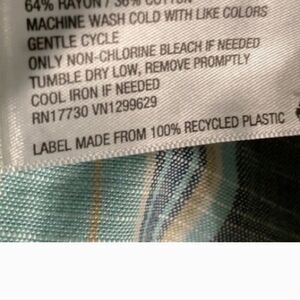 64% RAYON / 36% COTTON
MACHINE WASH COLD WITH LIKE COLORS
GENTLE CYCLE
ONLY NON-CHLORINE BLEACH IF NEEDED
TUMBLE DRY LOW, REMOVE PROMPTLY
COOL IRON IF NEEDED
RN17730 VN1299629
LABEL MADE FROM 100% RECYCLED PLASTIC